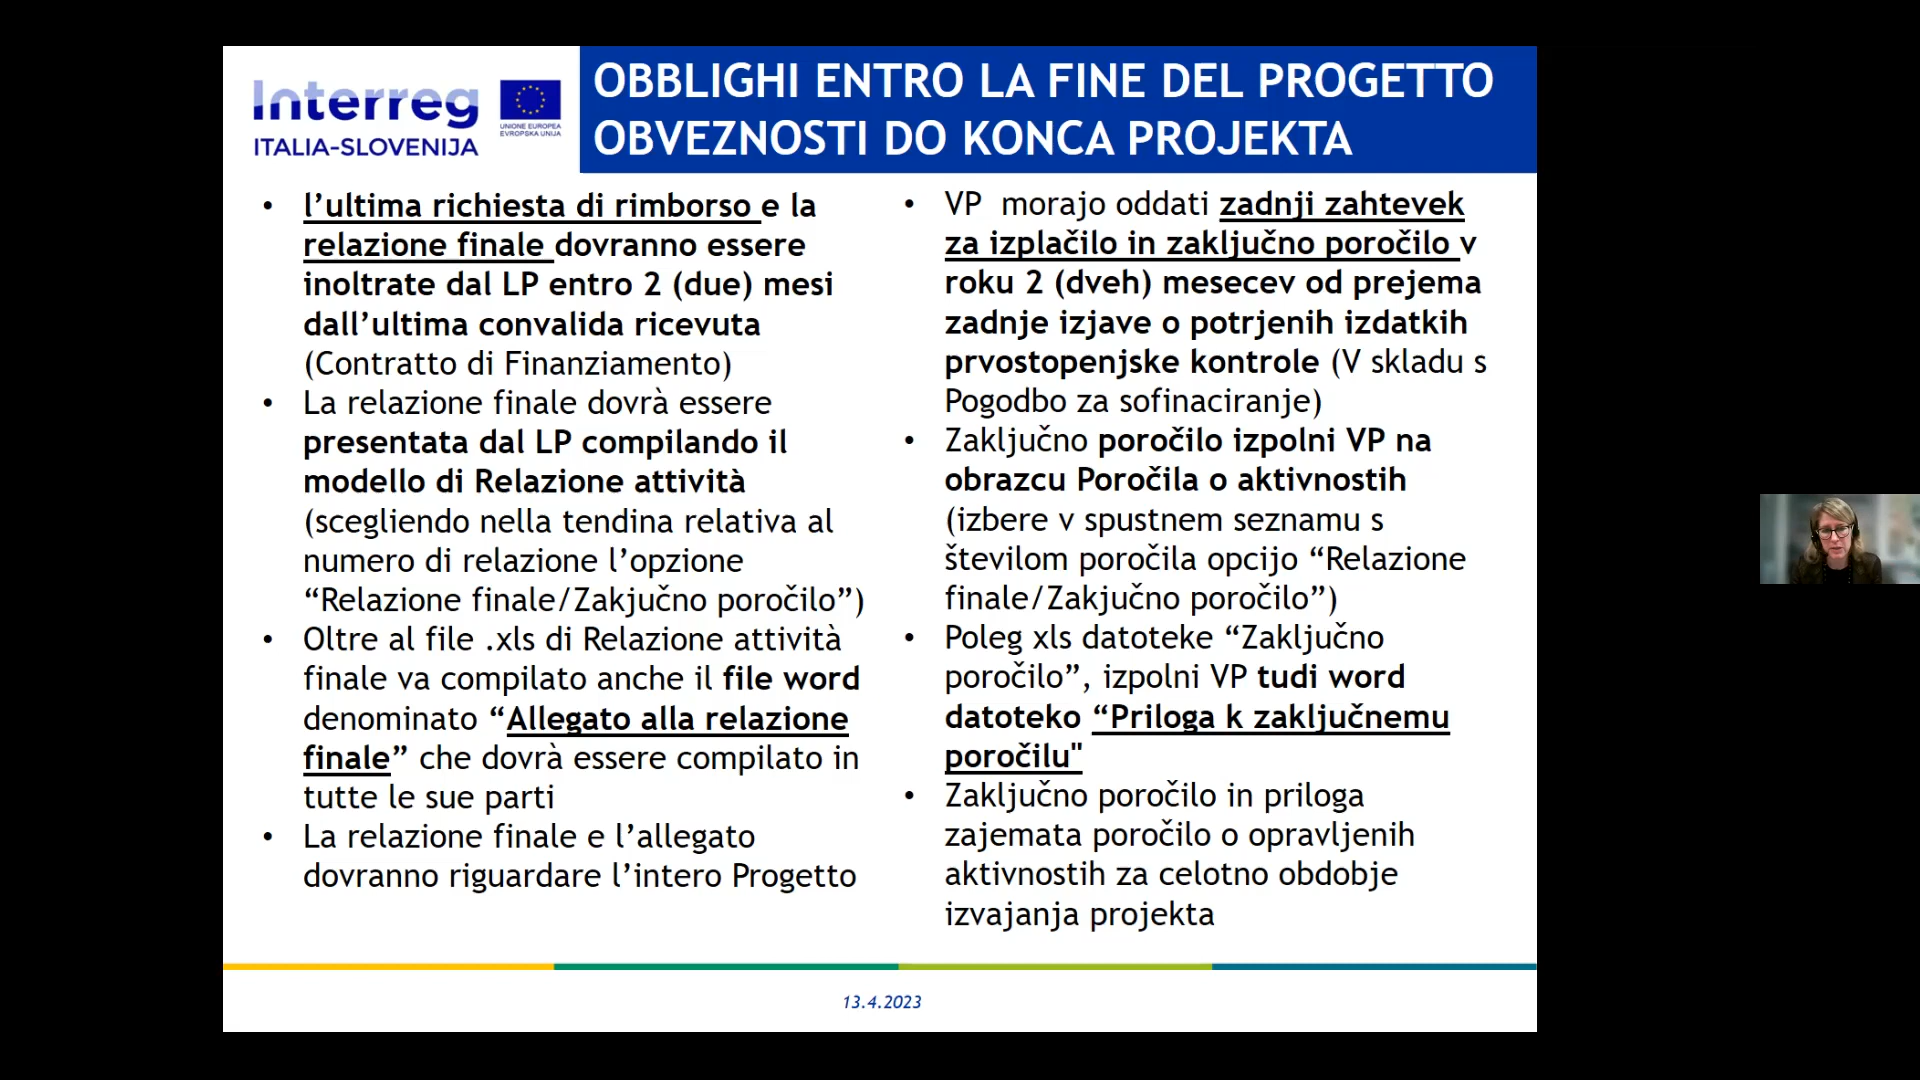 Interreg
ITALIA-SLOVENIJA
UNIONE EUROPEA
EVROPSKA UNIJA
OBBLIGHI ENTRO LA FINE DEL PROGETTO
OBVEZNOSTI DO KONCA PROJEKTA
• l’ultima richiesta di rimborso e la
relazione finale dovranno essere
inoltrate dal LP entro 2 (due) mesi
dall’ultima convalida ricevuta
(Contratto di Finanziamento)
• La relazione finale dovrà essere
presentata dal LP compilando il
modello di Relazione attività
(scegliendo nella tendina relativa al
numero di relazione l’opzione
“Relazione finale/Zakjučno poročilo”)
• Oltre al file .xls di Relazione attività
finale va compilato anche il file word
denominato “Allegato alla relazione
finale” che dovrà essere compilato in
tutte le sue parti
• La relazione finale e l’allegato
dovranno riguardare l’intero Progetto
• VP morajo oddati zadnji zahtevek
za izplačilo in zaključno poročilo v
roku 2 (dveh) mesecev od prejema
zadnje izjave o potrjenih izdatkih
prvostopenjske kontrole (V skladu s
Pogodbo za sofinaciranje)
• Zaključno poročilo izpolni VP na
obrazcu Poročila o aktivnostih
(izbere v spustnem seznamu s
številom poročila opcijo “Relazione
finale/Zakjučno poročilo”)
• Poleg xls datoteke “Zaključno
poročilo”, izpolni VP tudi word
datoteko “Priloga k zaključnemu
poročilu"
• Zaključno poročilo in priloga
zajemata poročilo o opravljenih
aktivnostih za celotno obdobje
izvajanja projekta
13.4.2023